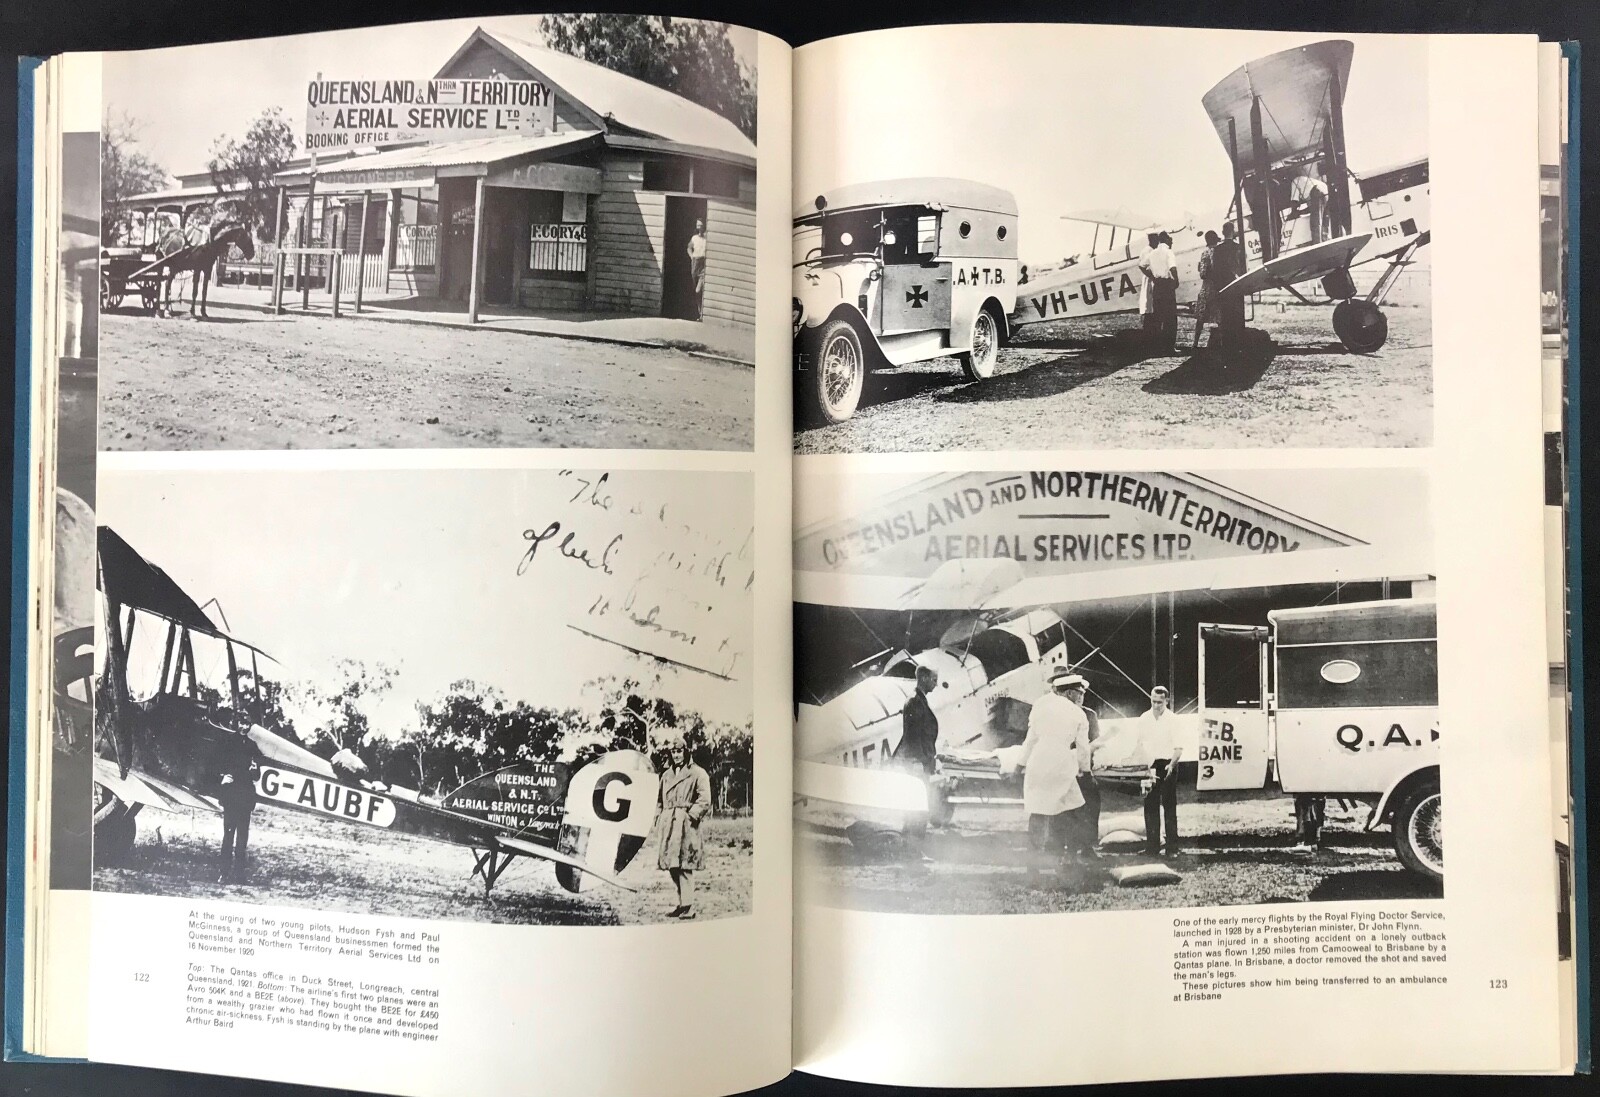 QUEENSLAND & NTHRN TERRITORY
AERIAL SERVICE LTD.
BOOKING OFFICE
F. CORY & C
"The
of luck
Hudson
G-AUBF
THE
QUEENSLAND
& N.T.
AERIAL SERVICE CO LTD
WINTON & Longreach
G
At the urging of two young pilots, Hudson Fysh and Paul
McGinness, a group of Queensland businessmen formed the
Queensland and Northern Territory Aerial Services Ltd on
16 November 1920
122
Top: The Qantas office in Duck Street, Longreach, central
Queensland, 1921. Bottom: The airline's first two planes were an
Avro 504K and a BE2E (above). They bought the BE2E for £450
from a wealthy grazier who had flown it once and developed
chronic air-sickness. Fysh is standing by the plane with engineer
Arthur Baird
.A.✠T.B.
VH-UFA
IRIS
QUEENSLAND AND NORTHERN TERRITORY
AERIAL SERVICES LTD.
UFA
T.B.
BANE
3
Q.A.
One of the early mercy flights by the Royal Flying Doctor Service,
launched in 1928 by a Presbyterian minister, Dr John Flynn.
A man injured in a shooting accident on a lonely outback
station was flown 1,250 miles from Camooweal to Brisbane by a
Qantas plane. In Brisbane, a doctor removed the shot and saved
the man's legs.
These pictures show him being transferred to an ambulance
at Brisbane
123